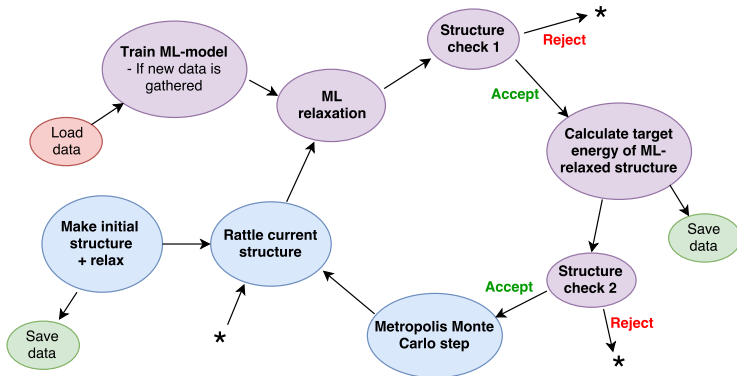 Train ML-model
- If new data is
gathered
Load
data
ML
relaxation
Structure
check 1
*
Reject
Accept
Calculate target
energy of ML-
relaxed structure
Save
data
Make initial
structure
+ relax
Save
data
Rattle current
structure
*
Metropolis Monte
Carlo step
Accept
Structure
check 2
Reject
*